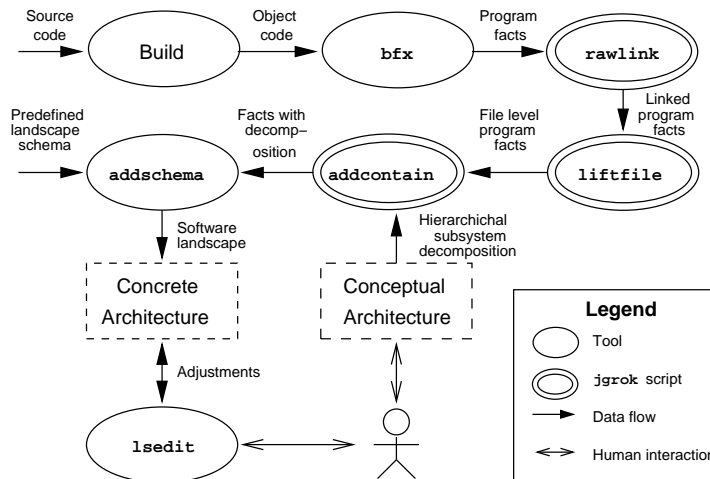 Source
code
Build
Object
code
bfx
Program
facts
rawlink
Linked
program
facts
Predefined
landscape
schema
addschema
Facts with
decomp–
osition
addcontain
File level
program
facts
liftfile
Software
landscape
Hierarchichal
subsystem
decomposition
Concrete
Architecture
Conceptual
Architecture
Adjustments
lsedit
Legend
Tool
jgrok script
Data flow
Human interaction